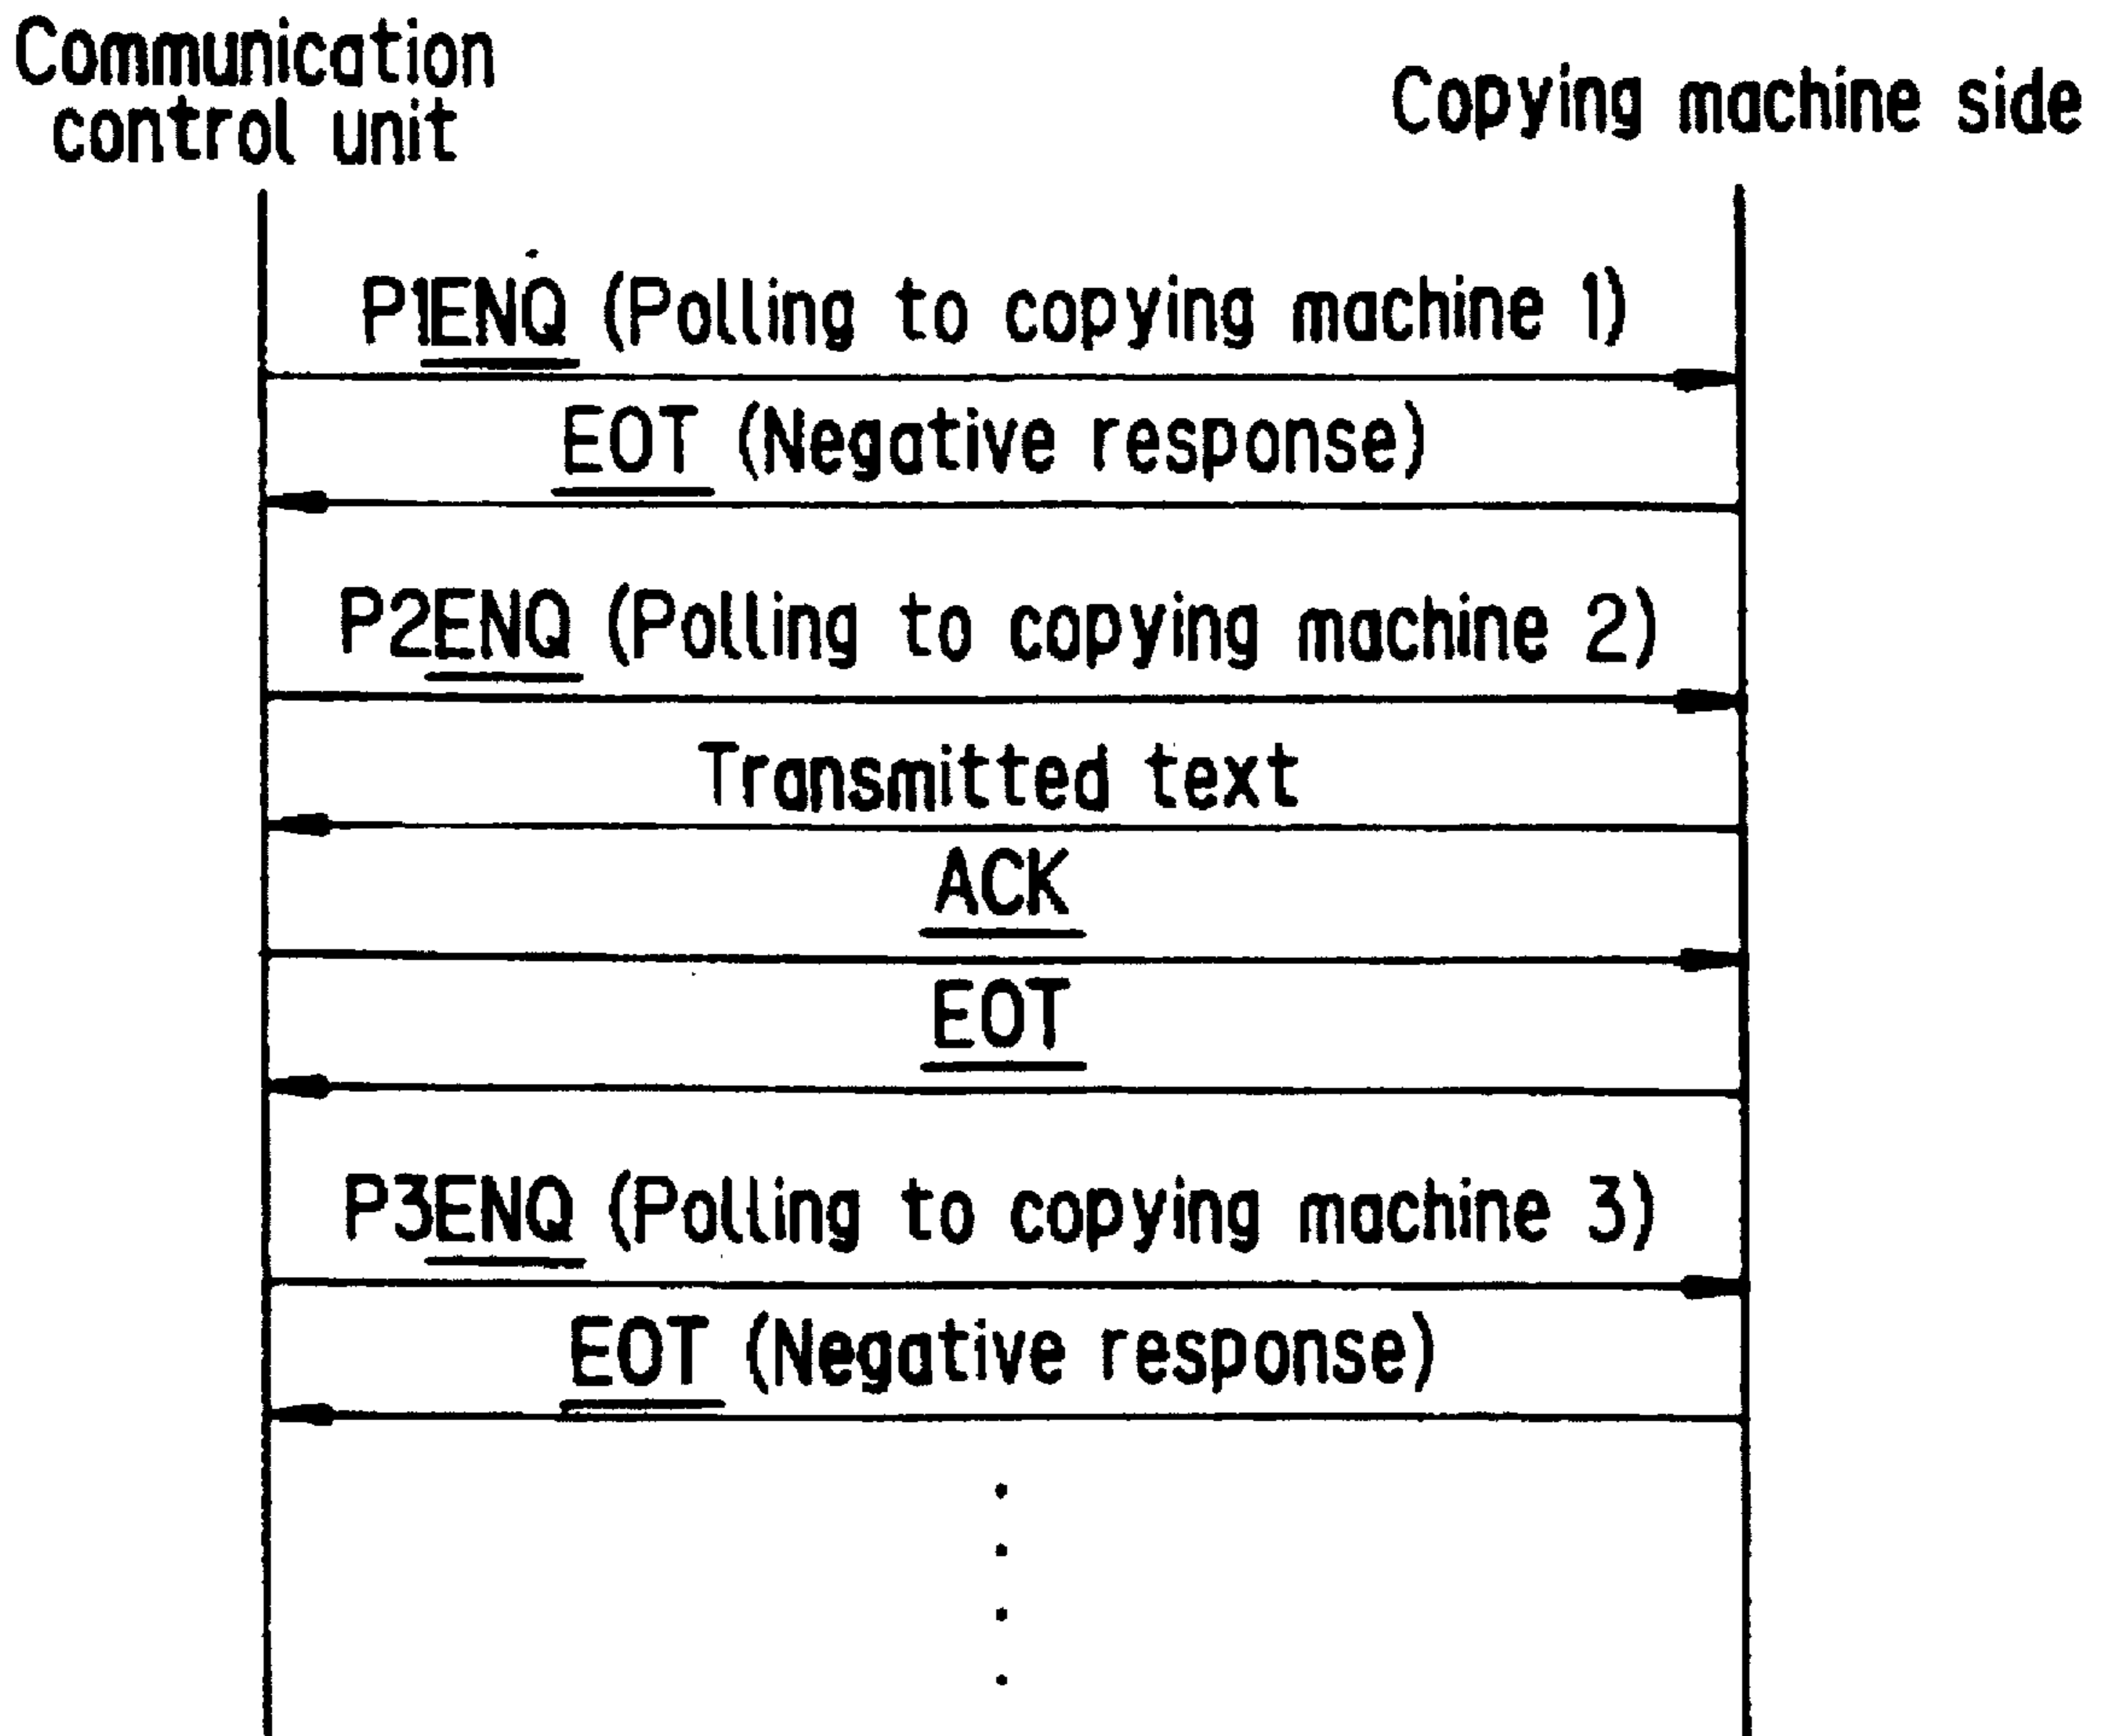 Communication
control unit
Copying machine side
P1ENQ (Polling to copying machine 1)
EOT (Negative response)
P2ENQ (Polling to copying machine 2)
Transmitted text
ACK
EOT
P3ENQ (Polling to copying machine 3)
EOT (Negative response)